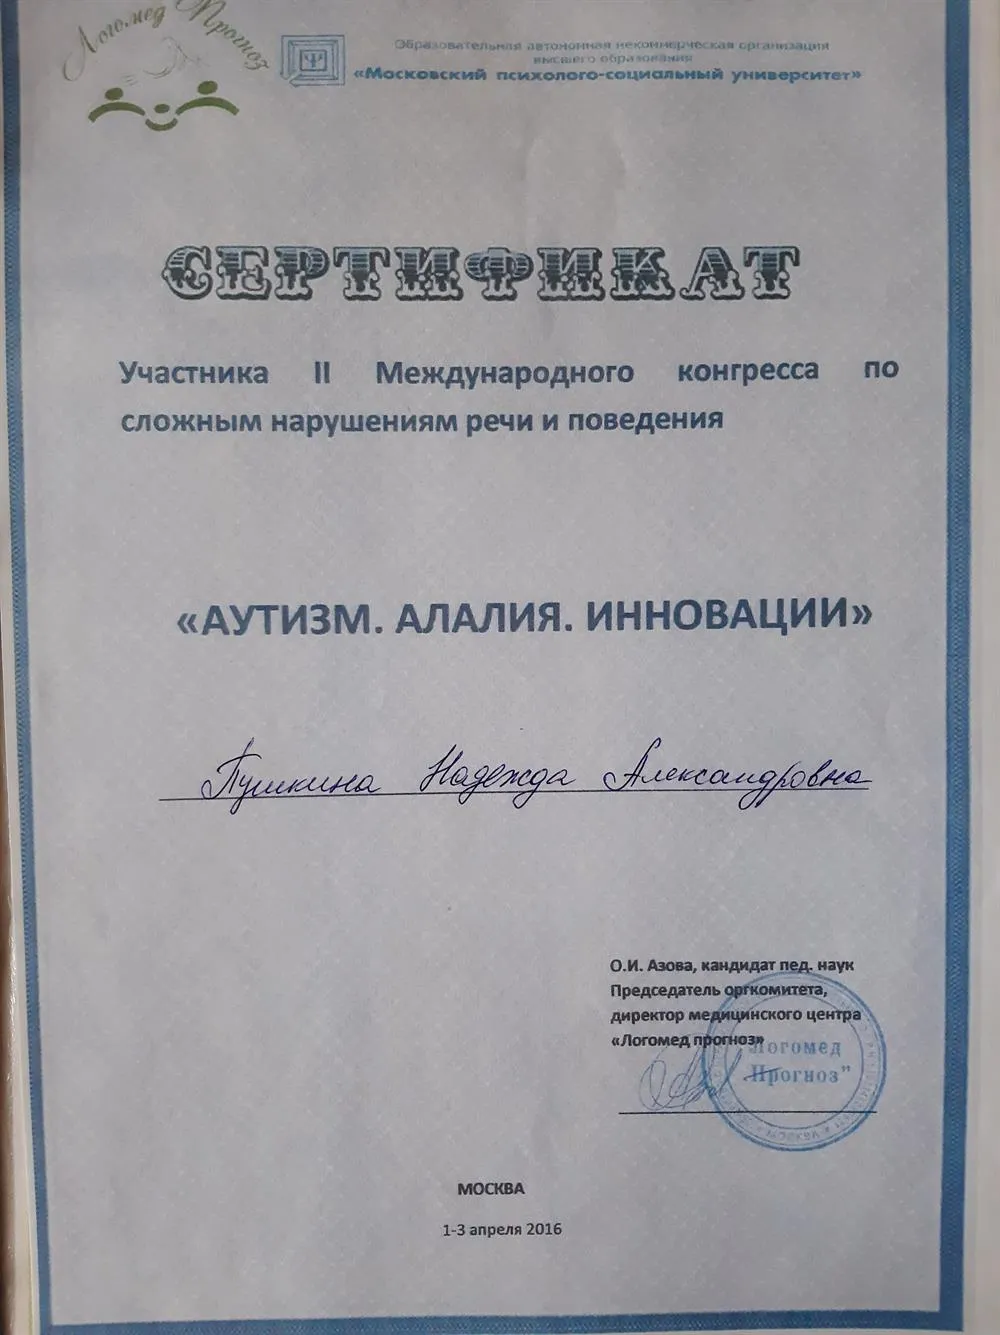 Логомед Прогноз
Образовательная автономная некоммерческая организация
высшего образования
«Московский психолого-социальный университет»
СЕРТИФИКАТ
Участника II Международного конгресса по
сложным нарушениям речи и поведения
«АУТИЗМ. АЛАЛИЯ. ИННОВАЦИИ»
Пушкина Надежда Александровна
О.И. Азова, кандидат пед. наук
Председатель оргкомитета,
директор медицинского центра
«Логомед прогноз»
Логомед
Прогноз"
МОСКВА
1-3 апреля 2016